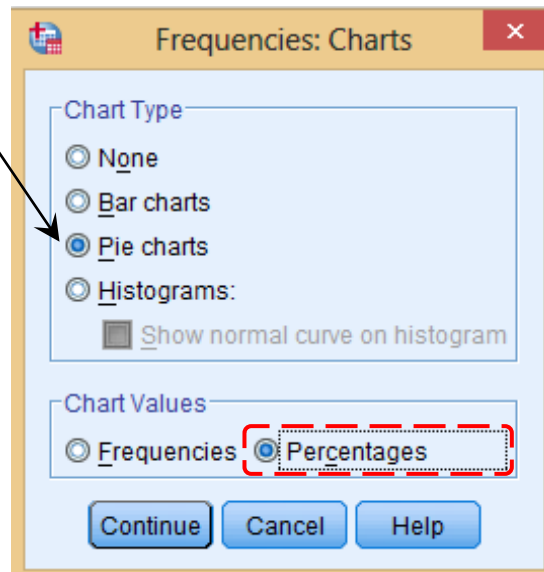 Frequencies: Charts
Chart Type
None
Bar charts
Pie charts
Histograms:
Show normal curve on histogram
Chart Values
Frequencies Percentages
Continue Cancel Help